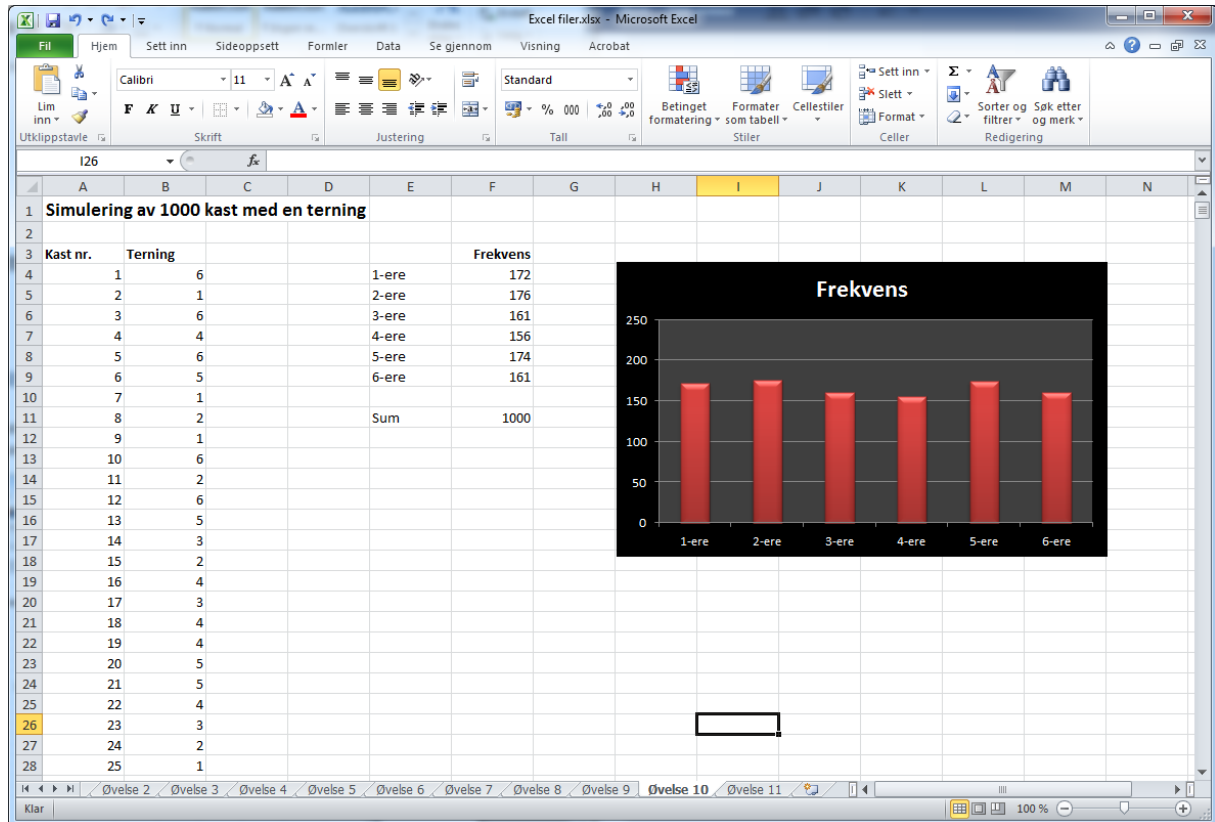 Excel filer.xlsx - Microsoft Excel
Fil Hjem Sett inn Sideoppsett Formler Data Se gjennom Visning Acrobat
Lim inn
Calibri 11
F K U
Standard
% 000
Betinget formatering
Formater som tabell
Cellestiler
Sett inn
Slett
Format
Σ
Sorter og filtrer
Søk etter og merk
Utklippstavle Skrift Justering Tall Stiler Celler Redigering
I26 fx
A B C D E F G H I J K L M N
1 Simulering av 1000 kast med en terning
2
3 Kast nr. Terning Frekvens
4 1 6 1-ere 172
5 2 1 2-ere 176
6 3 6 3-ere 161
7 4 4 4-ere 156
8 5 6 5-ere 174
9 6 5 6-ere 161
10 7 1
11 8 2 Sum 1000
12 9 1
13 10 6
14 11 2
15 12 6
16 13 5
17 14 3
18 15 2
19 16 4
20 17 3
21 18 4
22 19 4
23 20 5
24 21 5
25 22 4
26 23 3
27 24 2
28 25 1
Frekvens
250
200
150
100
50
0
1-ere 2-ere 3-ere 4-ere 5-ere 6-ere
Øvelse 2 Øvelse 3 Øvelse 4 Øvelse 5 Øvelse 6 Øvelse 7 Øvelse 8 Øvelse 9 Øvelse 10 Øvelse 11
Klar 100 %